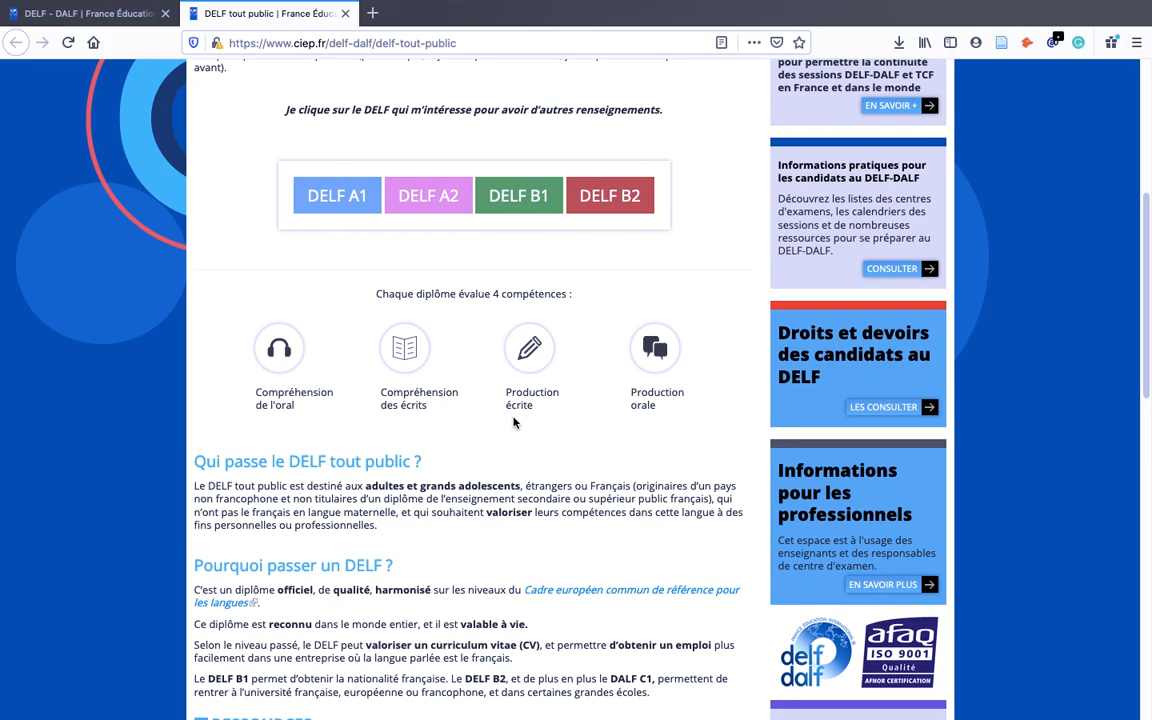 DELF - DALF | France Éducatio
DELF tout public | France Éduca
https://www.ciep.fr/delf-dalf/delf-tout-public
avant).
Je clique sur le DELF qui m'intéresse pour avoir d'autres renseignements.
DELF A1
DELF A2
DELF B1
DELF B2
Chaque diplôme évalue 4 compétences :
Compréhension
de l'oral
Compréhension
des écrits
Production
écrite
Production
orale
Qui passe le DELF tout public ?
Le DELF tout public est destiné aux adultes et grands adolescents, étrangers ou Français (originaires d'un pays
non francophone et non titulaires d'un diplôme de l'enseignement secondaire ou supérieur public français), qui
n'ont pas le français en langue maternelle, et qui souhaitent valoriser leurs compétences dans cette langue à des
fins personnelles ou professionnelles.
Pourquoi passer un DELF ?
C'est un diplôme officiel, de qualité, harmonisé sur les niveaux du Cadre européen commun de référence pour
les langues.
Ce diplôme est reconnu dans le monde entier, et il est valable à vie.
Selon le niveau passé, le DELF peut valoriser un curriculum vitae (CV), et permettre d'obtenir un emploi plus
facilement dans une entreprise où la langue parlée est le français.
Le DELF B1 permet d'obtenir la nationalité française. Le DELF B2, et de plus en plus le DALF C1, permettent de
rentrer à l'université française, européenne ou francophone, et dans certaines grandes écoles.
RESSOURCES
pour permettre la continuité
des sessions DELF-DALF et TCF
en France et dans le monde
EN SAVOIR +
Informations pratiques pour
les candidats au DELF-DALF
Découvrez les listes des centres
d'examens, les calendriers des
sessions et de nombreuses
ressources pour se préparer au
DELF-DALF.
CONSULTER
Droits et devoirs
des candidats au
DELF
LES CONSULTER
Informations
pour les
professionnels
Cet espace est à l'usage des
enseignants et des responsables
de centre d'examen.
EN SAVOIR PLUS
delf
dalf
afaq
ISO 9001
Qualité
AFNOR CERTIFICATION